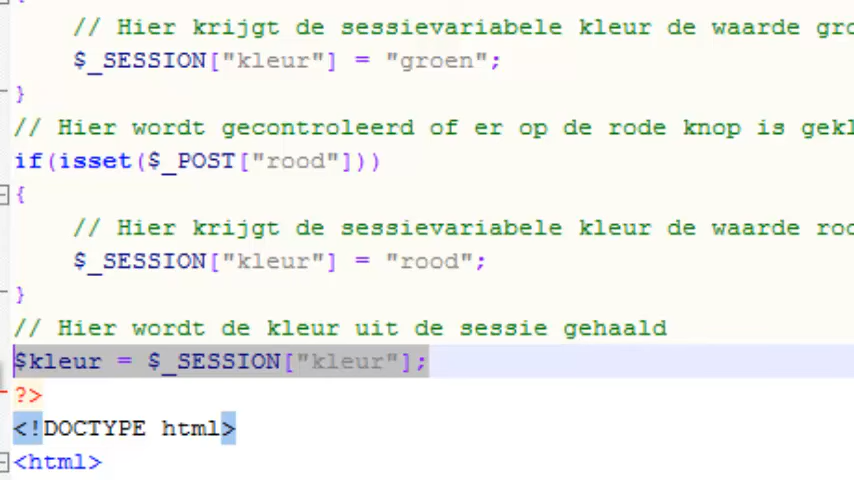 // Hier krijgt de sessievariabele kleur de waarde
$_SESSION["kleur"] = "groen";
}
// Hier wordt gecontroleerd of er op de rode knop is
if(isset($_POST["rood"]))
{
// Hier krijgt de sessievariabele kleur de waarde
$_SESSION["kleur"] = "rood";
}
// Hier wordt de kleur uit de sessie gehaald
$kleur = $_SESSION["kleur"];
?>
<!DOCTYPE html>
<html>